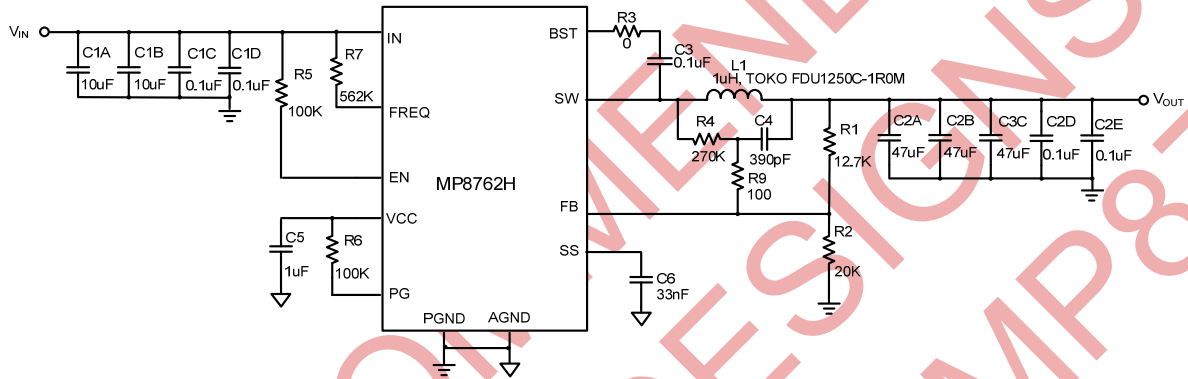 VIN
C1A
10uF
C1B
10uF
C1C
0.1uF
C1D
0.1uF
R5
100K
R7
562K
IN
FREQ
EN
VCC
PG
PGND
AGND
MP8762H
BST
SW
FB
SS
C5
1uF
R6
100K
R3
0
C3
0.1uF
L1
1uH, TOKO FDU1250C-1R0M
R4
270K
C4
390pF
R9
100
R1
12.7K
R2
20K
C6
33nF
C2A
47uF
C2B
47uF
C3C
47uF
C2D
0.1uF
C2E
0.1uF
VOUT